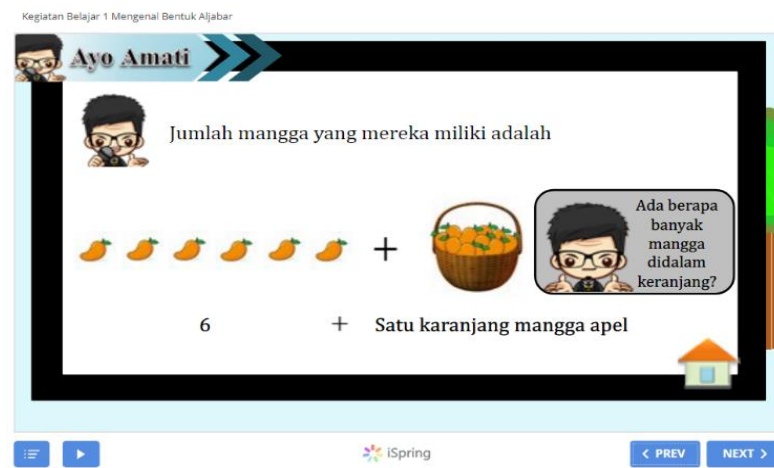 Kegiatan Belajar 1 Mengenal Bentuk Aljabar
Ayo Amati
Jumlah mangga yang mereka miliki adalah
+
Ada berapa
banyak
mangga
didalam
keranjang?
6 + Satu karanjang mangga apel
iSpring
< PREV NEXT >